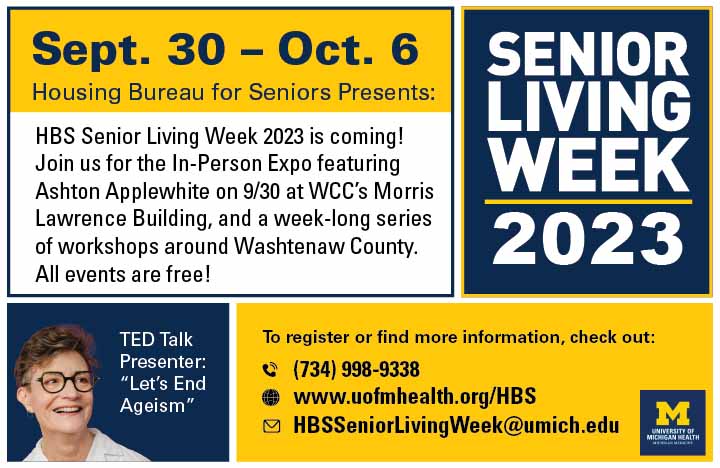 Sept. 30 – Oct. 6
Housing Bureau for Seniors Presents:
HBS Senior Living Week 2023 is coming!
Join us for the In-Person Expo featuring
Ashton Applewhite on 9/30 at WCC's Morris
Lawrence Building, and a week-long series
of workshops around Washtenaw County.
All events are free!
SENIOR
LIVING
WEEK
2023
TED Talk
Presenter:
“Let's End
Ageism”
To register or find more information, check out:
(734) 998-9338
www.uofmhealth.org/HBS
HBSSeniorLivingWeek@umich.edu
M
UNIVERSITY OF
MICHIGAN HEALTH
MICHIGAN MEDICINE